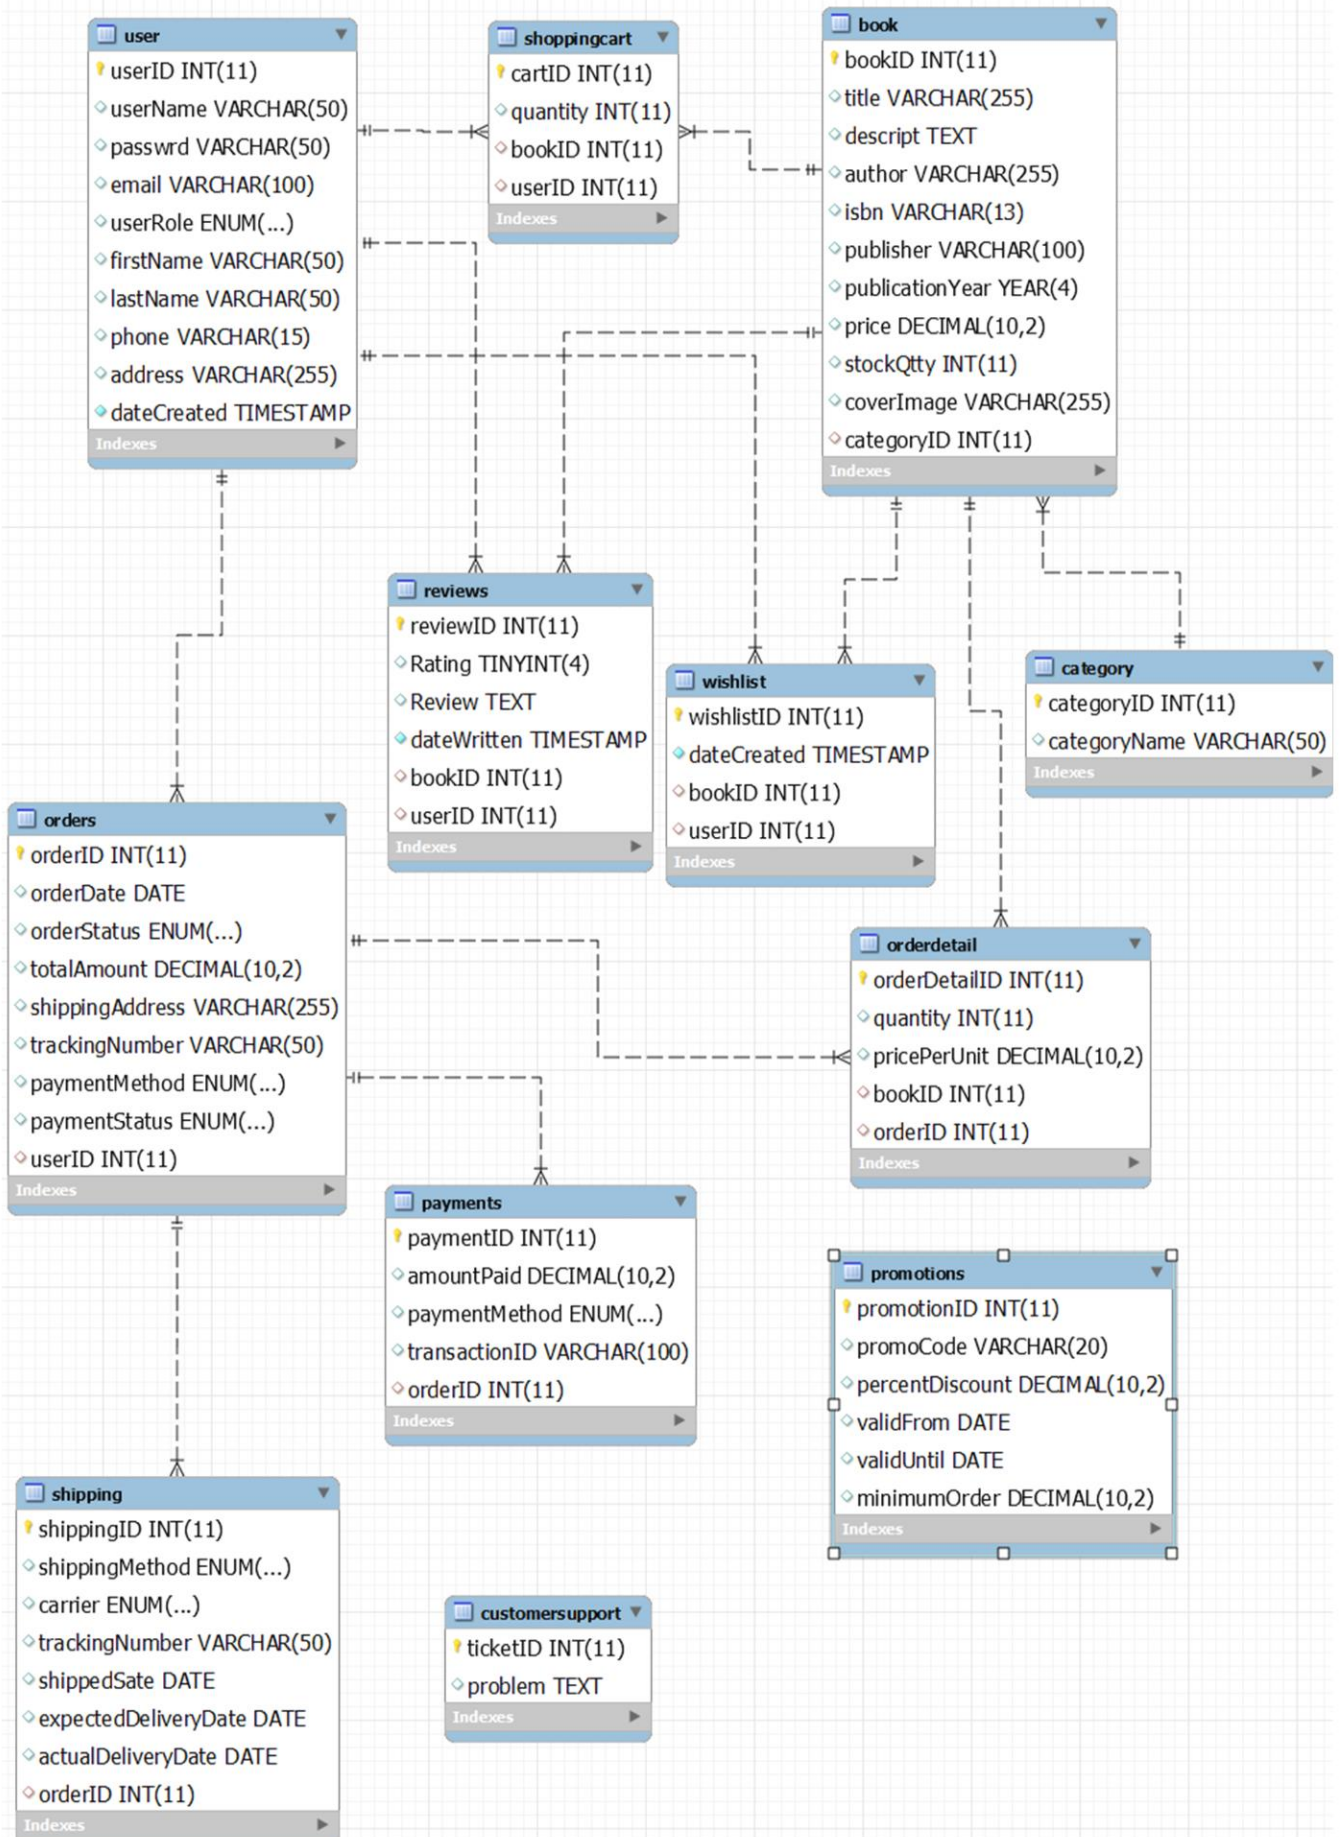 user
userID INT(11)
userName VARCHAR(50)
passwrd VARCHAR(50)
email VARCHAR(100)
userRole ENUM(...)
firstName VARCHAR(50)
lastName VARCHAR(50)
phone VARCHAR(15)
address VARCHAR(255)
dateCreated TIMESTAMP
Indexes
shoppingcart
cartID INT(11)
quantity INT(11)
bookID INT(11)
userID INT(11)
Indexes
book
bookID INT(11)
title VARCHAR(255)
descript TEXT
author VARCHAR(255)
isbn VARCHAR(13)
publisher VARCHAR(100)
publicationYear YEAR(4)
price DECIMAL(10,2)
stockQtty INT(11)
coverImage VARCHAR(255)
categoryID INT(11)
Indexes
reviews
reviewID INT(11)
Rating TINYINT(4)
Review TEXT
dateWritten TIMESTAMP
bookID INT(11)
userID INT(11)
Indexes
wishlist
wishlistID INT(11)
dateCreated TIMESTAMP
bookID INT(11)
userID INT(11)
Indexes
category
categoryID INT(11)
categoryName VARCHAR(50)
Indexes
orders
orderID INT(11)
orderDate DATE
orderStatus ENUM(...)
totalAmount DECIMAL(10,2)
shippingAddress VARCHAR(255)
trackingNumber VARCHAR(50)
paymentMethod ENUM(...)
paymentStatus ENUM(...)
userID INT(11)
Indexes
orderdetail
orderDetailID INT(11)
quantity INT(11)
pricePerUnit DECIMAL(10,2)
bookID INT(11)
orderID INT(11)
Indexes
payments
paymentID INT(11)
amountPaid DECIMAL(10,2)
paymentMethod ENUM(...)
transactionID VARCHAR(100)
orderID INT(11)
Indexes
promotions
promotionID INT(11)
promoCode VARCHAR(20)
percentDiscount DECIMAL(10,2)
validFrom DATE
validUntil DATE
minimumOrder DECIMAL(10,2)
Indexes
shipping
shippingID INT(11)
shippingMethod ENUM(...)
carrier ENUM(...)
trackingNumber VARCHAR(50)
shippedSate DATE
expectedDeliveryDate DATE
actualDeliveryDate DATE
orderID INT(11)
Indexes
customersupport
ticketID INT(11)
problem TEXT
Indexes